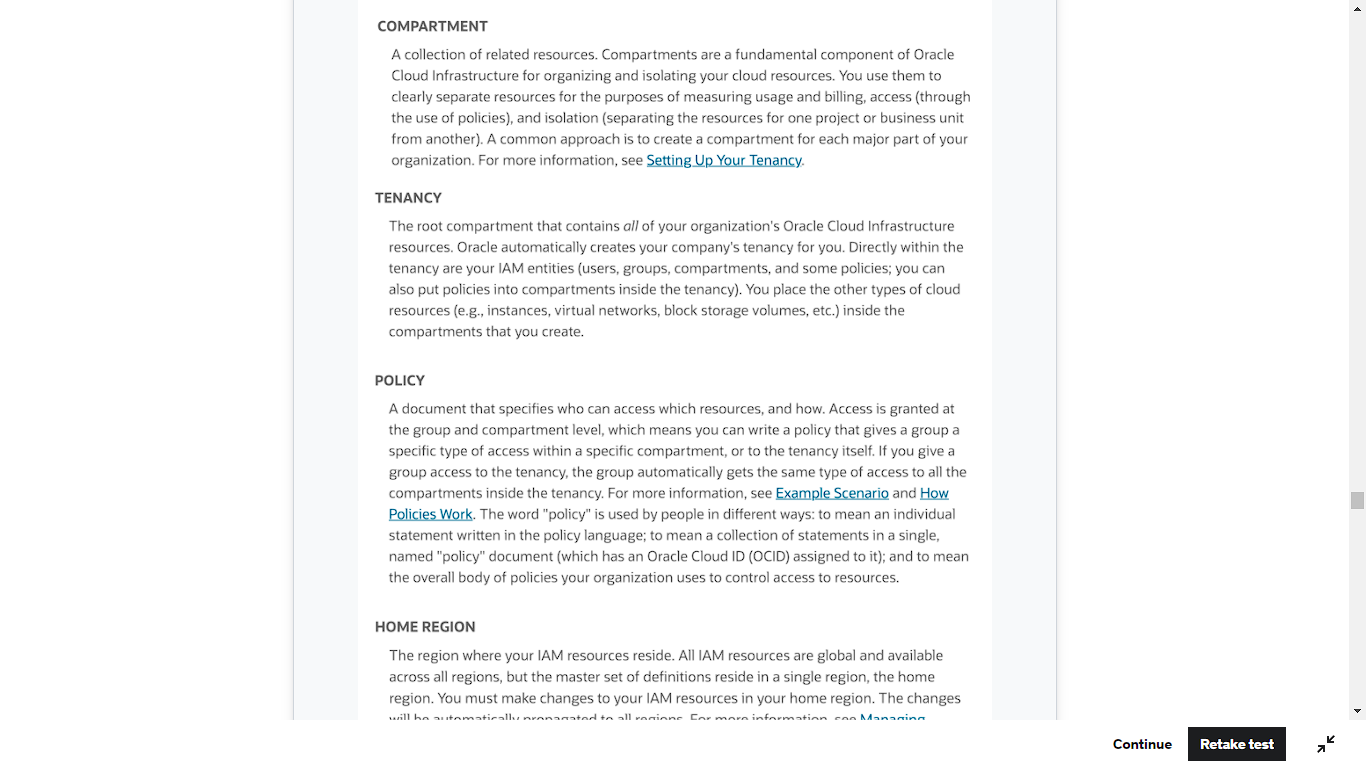 COMPARTMENT
A collection of related resources. Compartments are a fundamental component of Oracle
Cloud Infrastructure for organizing and isolating your cloud resources. You use them to
clearly separate resources for the purposes of measuring usage and billing, access (through
the use of policies), and isolation (separating the resources for one project or business unit
from another). A common approach is to create a compartment for each major part of your
organization. For more information, see Setting Up Your Tenancy.
TENANCY
The root compartment that contains all of your organization's Oracle Cloud Infrastructure
resources. Oracle automatically creates your company's tenancy for you. Directly within the
tenancy are your IAM entities (users, groups, compartments, and some policies; you can
also put policies into compartments inside the tenancy). You place the other types of cloud
resources (e.g., instances, virtual networks, block storage volumes, etc.) inside the
compartments that you create.
POLICY
A document that specifies who can access which resources, and how. Access is granted at
the group and compartment level, which means you can write a policy that gives a group a
specific type of access within a specific compartment, or to the tenancy itself. If you give a
group access to the tenancy, the group automatically gets the same type of access to all the
compartments inside the tenancy. For more information, see Example Scenario and How
Policies Work. The word "policy" is used by people in different ways: to mean an individual
statement written in the policy language; to mean a collection of statements in a single,
named "policy" document (which has an Oracle Cloud ID (OCID) assigned to it); and to mean
the overall body of policies your organization uses to control access to resources.
HOME REGION
The region where your IAM resources reside. All IAM resources are global and available
across all regions, but the master set of definitions reside in a single region, the home
region. You must make changes to your IAM resources in your home region. The changes
will be automatically propagated to all regions. For more information, see Managing
Continue
Retake test